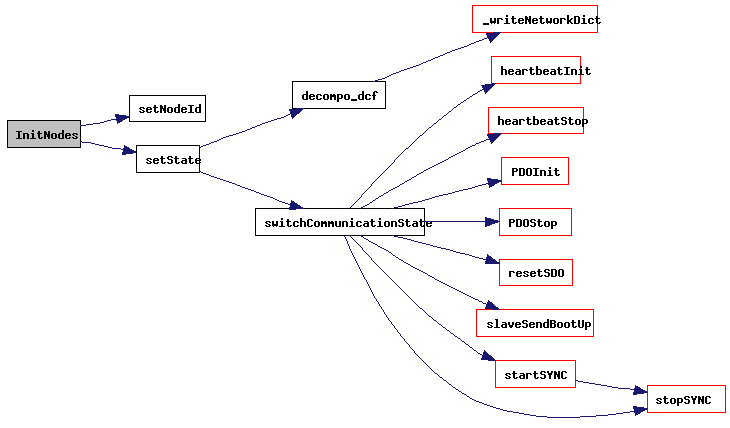 _writeNetworkDict
heartbeatInit
decompo_dcf
setNodeId
heartbeatStop
InitNodes
setState
PDOInit
switchCommunicationState
PDOStop
resetSDO
slaveSendBootUp
startSYNC
stopSYNC